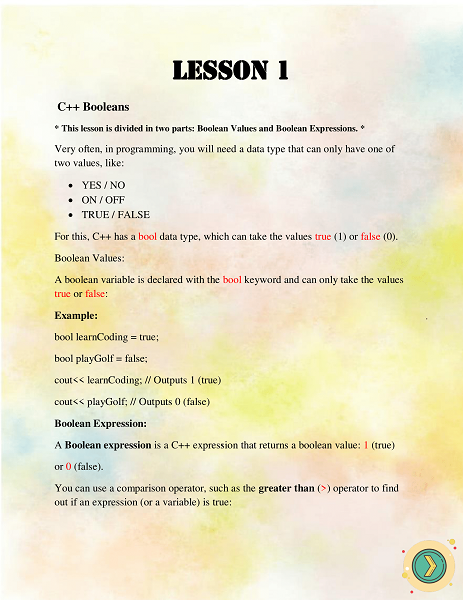 LESSON 1
C++ Booleans
* This lesson is divided in two parts: Boolean Values and Boolean Expressions. *
Very often, in programming, you will need a data type that can only have one of
two values, like:
• YES / NO
• ON / OFF
• TRUE / FALSE
For this, C++ has a bool data type, which can take the values true (1) or false (0).
Boolean Values:
A boolean variable is declared with the bool keyword and can only take the values
true or false:
Example:
bool learnCoding = true;
bool playGolf = false;
cout<< learnCoding; // Outputs 1 (true)
cout<< playGolf; // Outputs 0 (false)
Boolean Expression:
A Boolean expression is a C++ expression that returns a boolean value: 1 (true)
or 0 (false).
You can use a comparison operator, such as the greater than (>) operator to find
out if an expression (or a variable) is true: